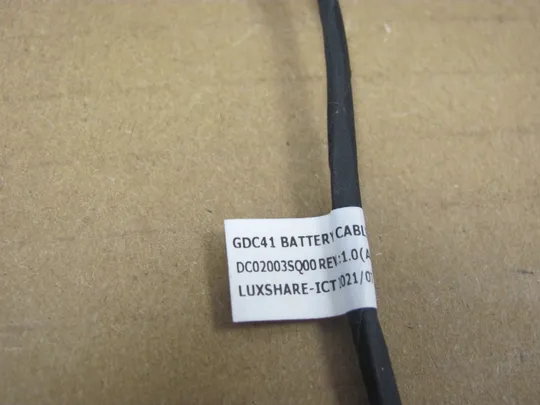 GDC41 BATTERY CABL
DC02003SQ00 REV:1.0(A
LUXSHARE-ICT 2021/0